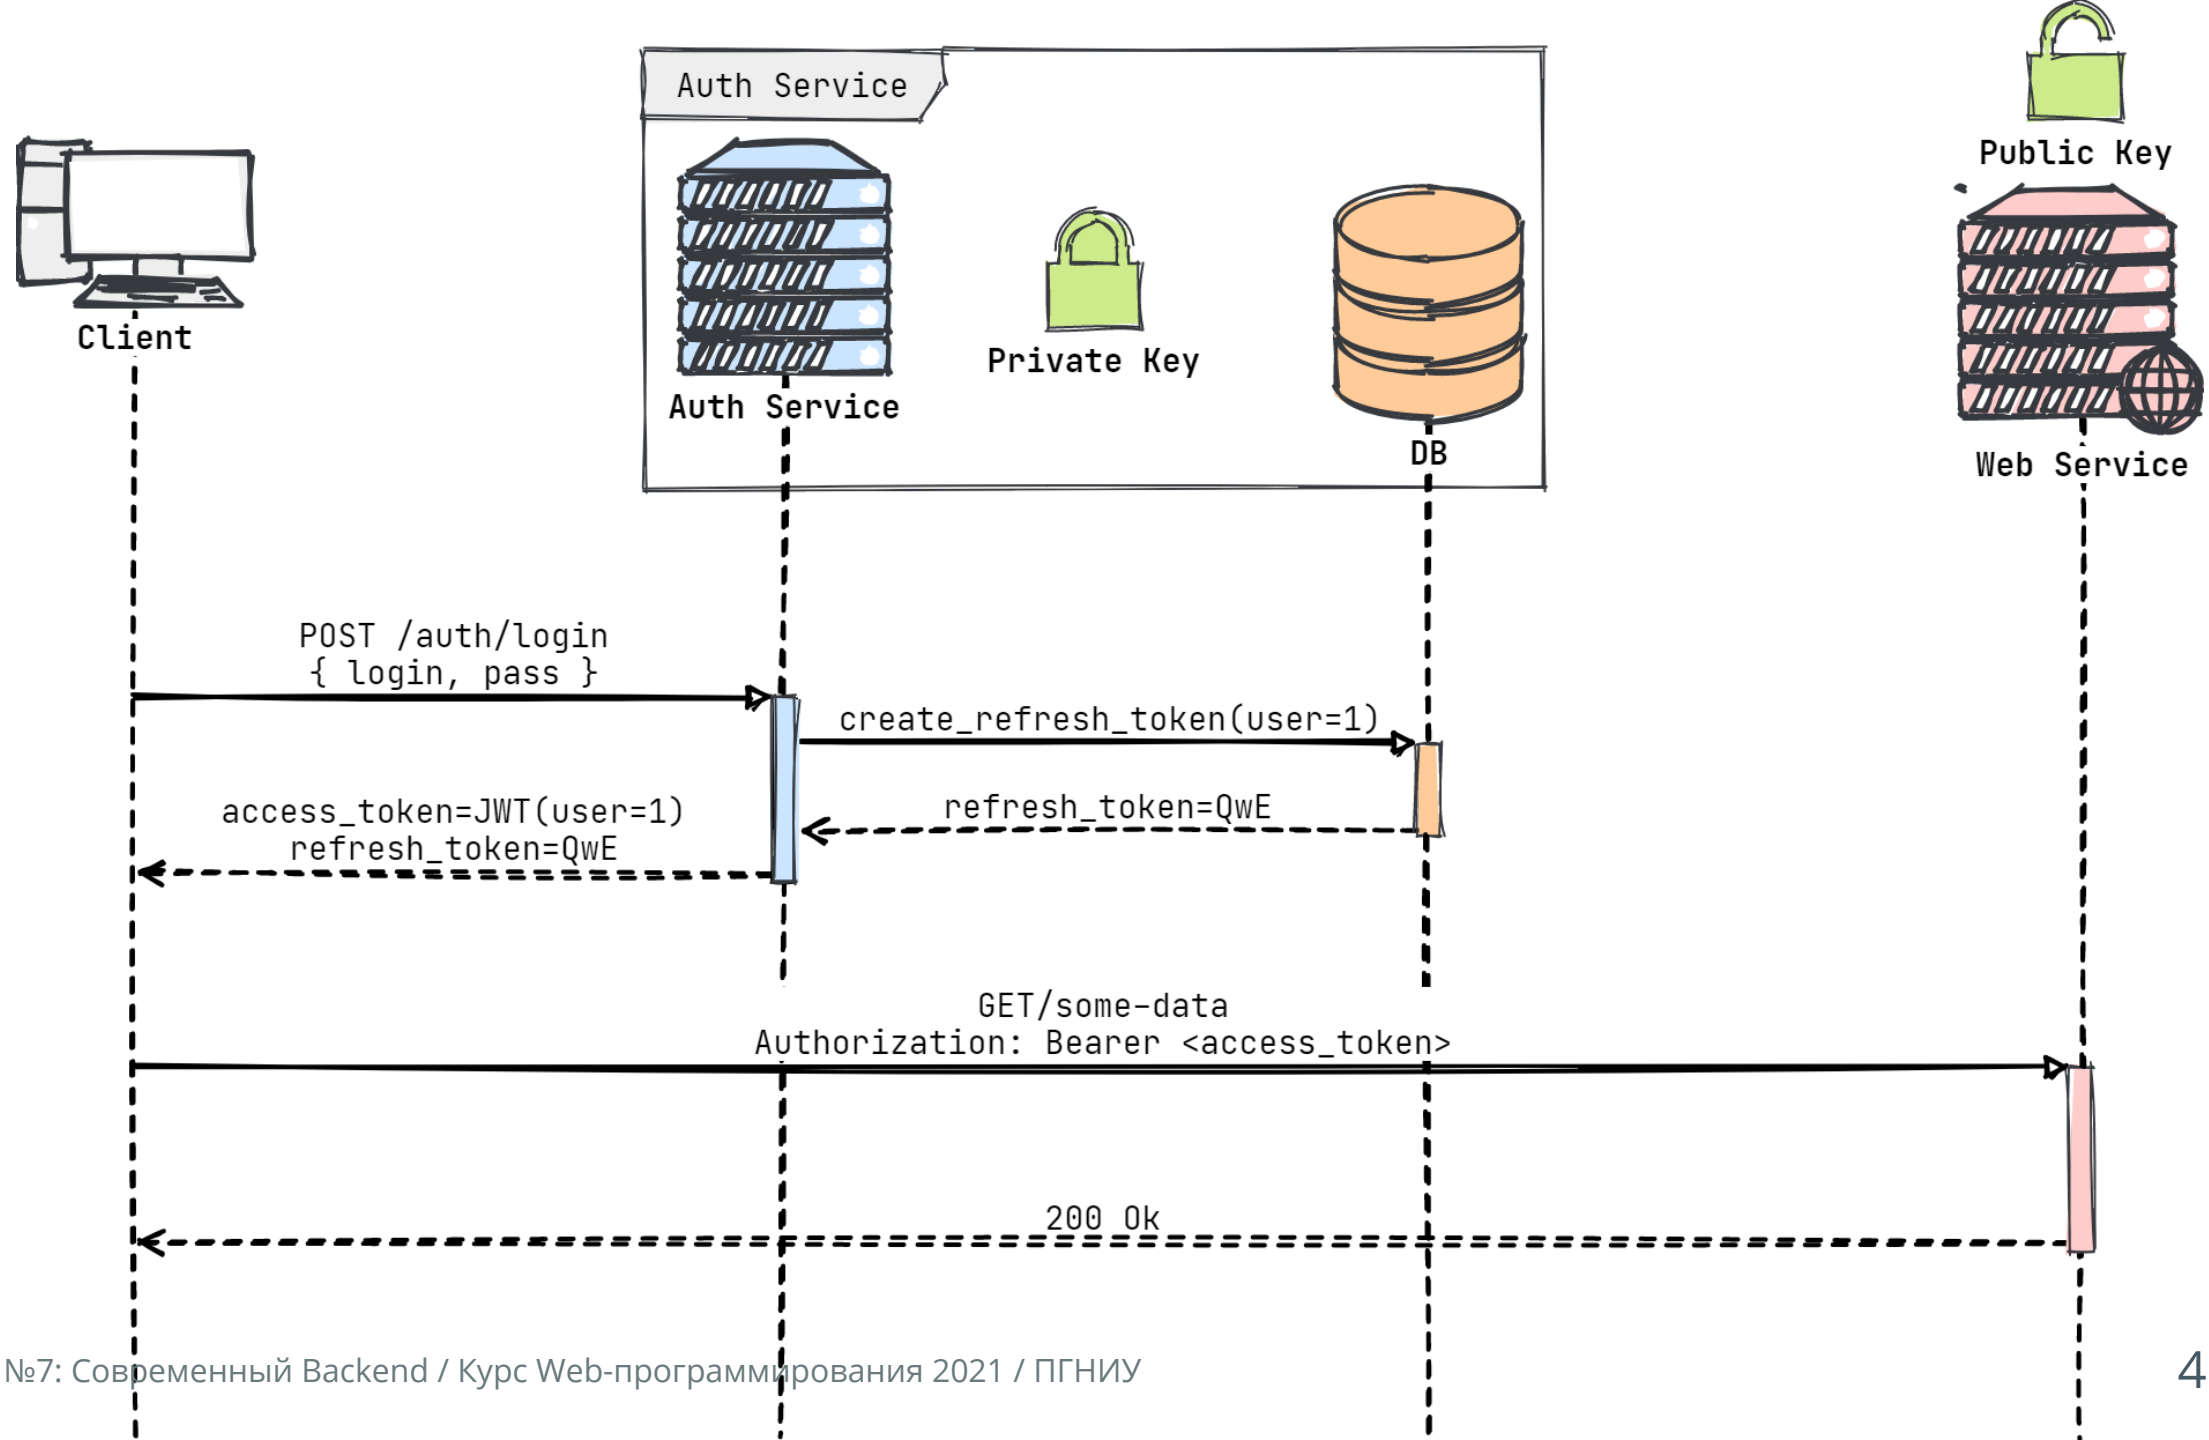 Auth Service
Public Key
Client
Private Key
Auth Service
DB
Web Service
POST /auth/login
{ login, pass }
create_refresh_token(user=1)
refresh_token=QwE
access_token=JWT(user=1)
refresh_token=QwE
GET/some-data
Authorization: Bearer <access_token>
200 Ok
№7: Современный Backend / Курс Web-программирования 2021 / ПГНИУ
4